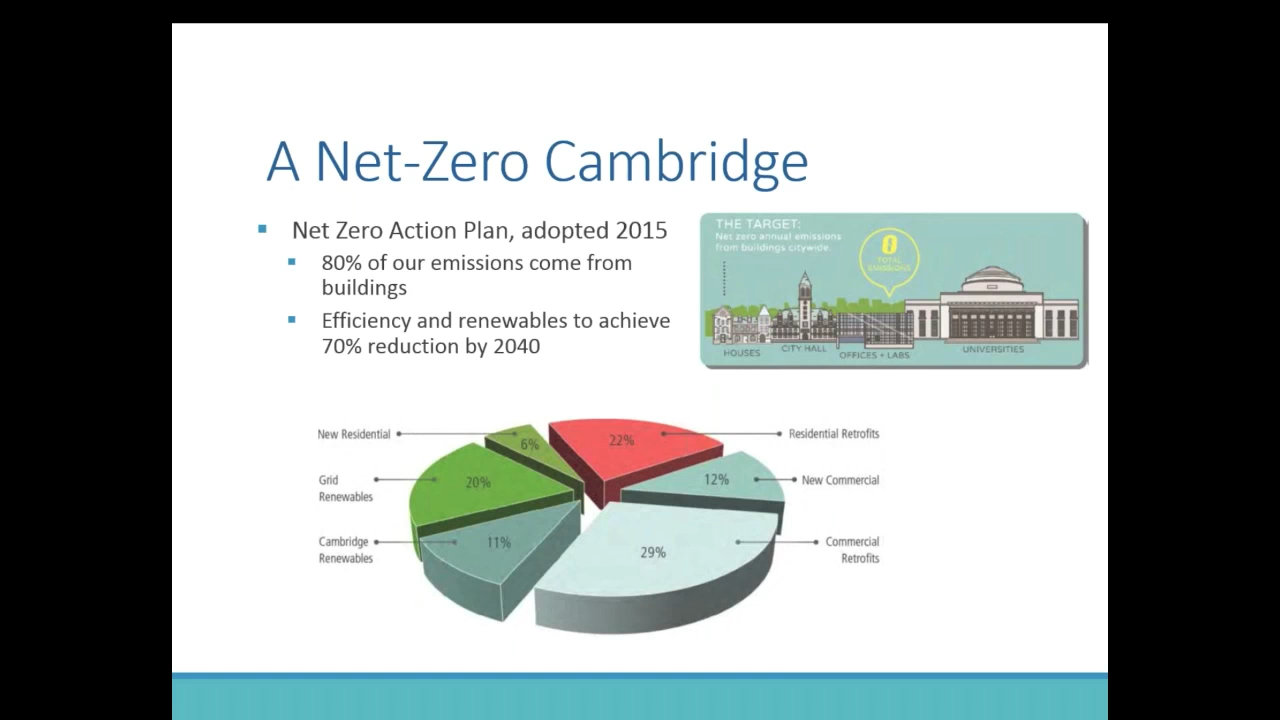 A Net-Zero Cambridge
Net Zero Action Plan, adopted 2015
80% of our emissions come from
buildings
Efficiency and renewables to achieve
70% reduction by 2040
THE TARGET:
Net zero annual emissions
from buildings citywide.
0
TOTAL
EMISSIONS
HOUSES
CITY HALL
OFFICES + LABS
UNIVERSITIES
New Residential
6%
22%
Residential Retrofits
Grid
Renewables
20%
12%
New Commercial
Cambridge
Renewables
11%
29%
Commercial
Retrofits